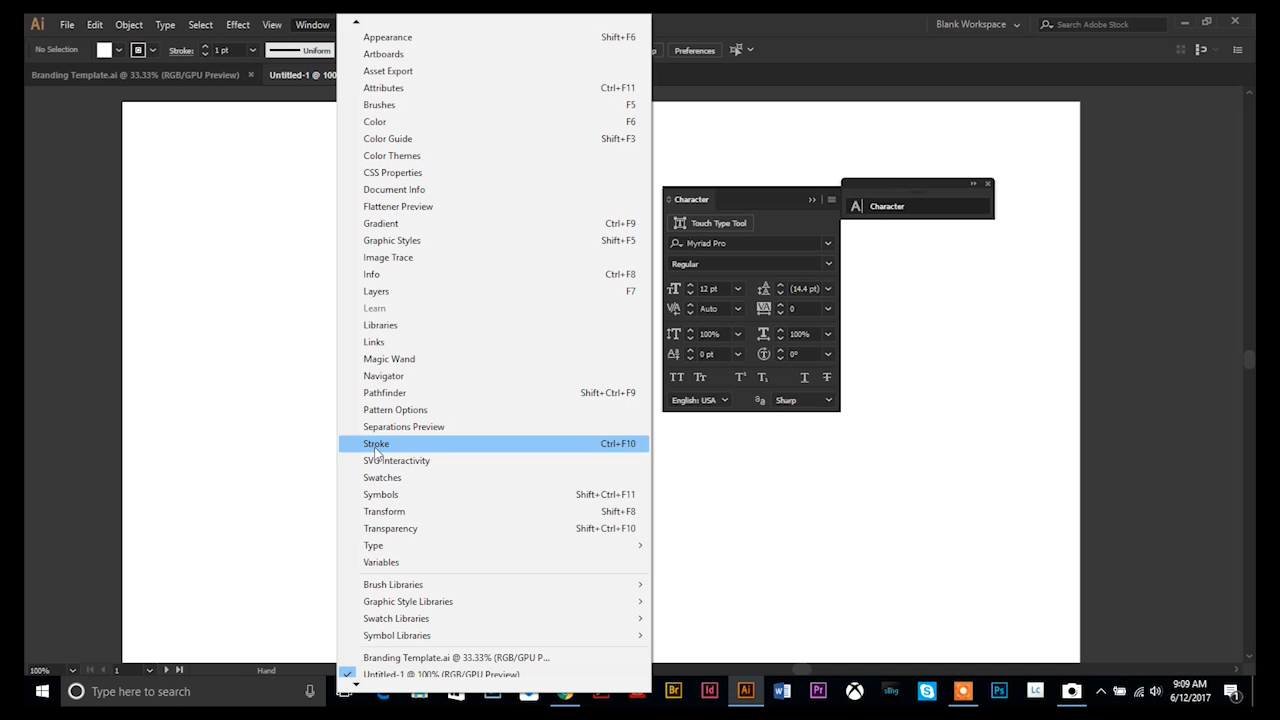 Ai File Edit Object Type Select Effect View Window Blank Workspace Search Adobe Stock
No Selection Stroke: 1 pt Uniform Preferences
Branding Template.ai @ 33.33% (RGB/GPU Preview) × Untitled-1 @ 100
Appearance Shift+F6
Artboards
Asset Export
Attributes Ctrl+F11
Brushes F5
Color F6
Color Guide Shift+F3
Color Themes
CSS Properties
Document Info
Flattener Preview
Gradient Ctrl+F9
Graphic Styles Shift+F5
Image Trace
Info Ctrl+F8
Layers F7
Learn
Libraries
Links
Magic Wand
Navigator
Pathfinder Shift+Ctrl+F9
Pattern Options
Separations Preview
Stroke Ctrl+F10
SVG Interactivity
Swatches
Symbols Shift+Ctrl+F11
Transform Shift+F8
Transparency Shift+Ctrl+F10
Type
Variables
Brush Libraries
Graphic Style Libraries
Swatch Libraries
Symbol Libraries
Branding Template.ai @ 33.33% (RGB/GPU P...
Untitled-1 @ 100% (RGB/GPU Preview)
Character
Touch Type Tool
Myriad Pro
Regular
12 pt (14.4 pt)
Auto 0
100% 100%
0 pt 0°
TT Tr T¹ T₁ T T
English: USA Sharp
A Character
100% 1 Hand
Type here to search Br Id Ai Pr sling Ps LC 9:09 AM
6/12/2017